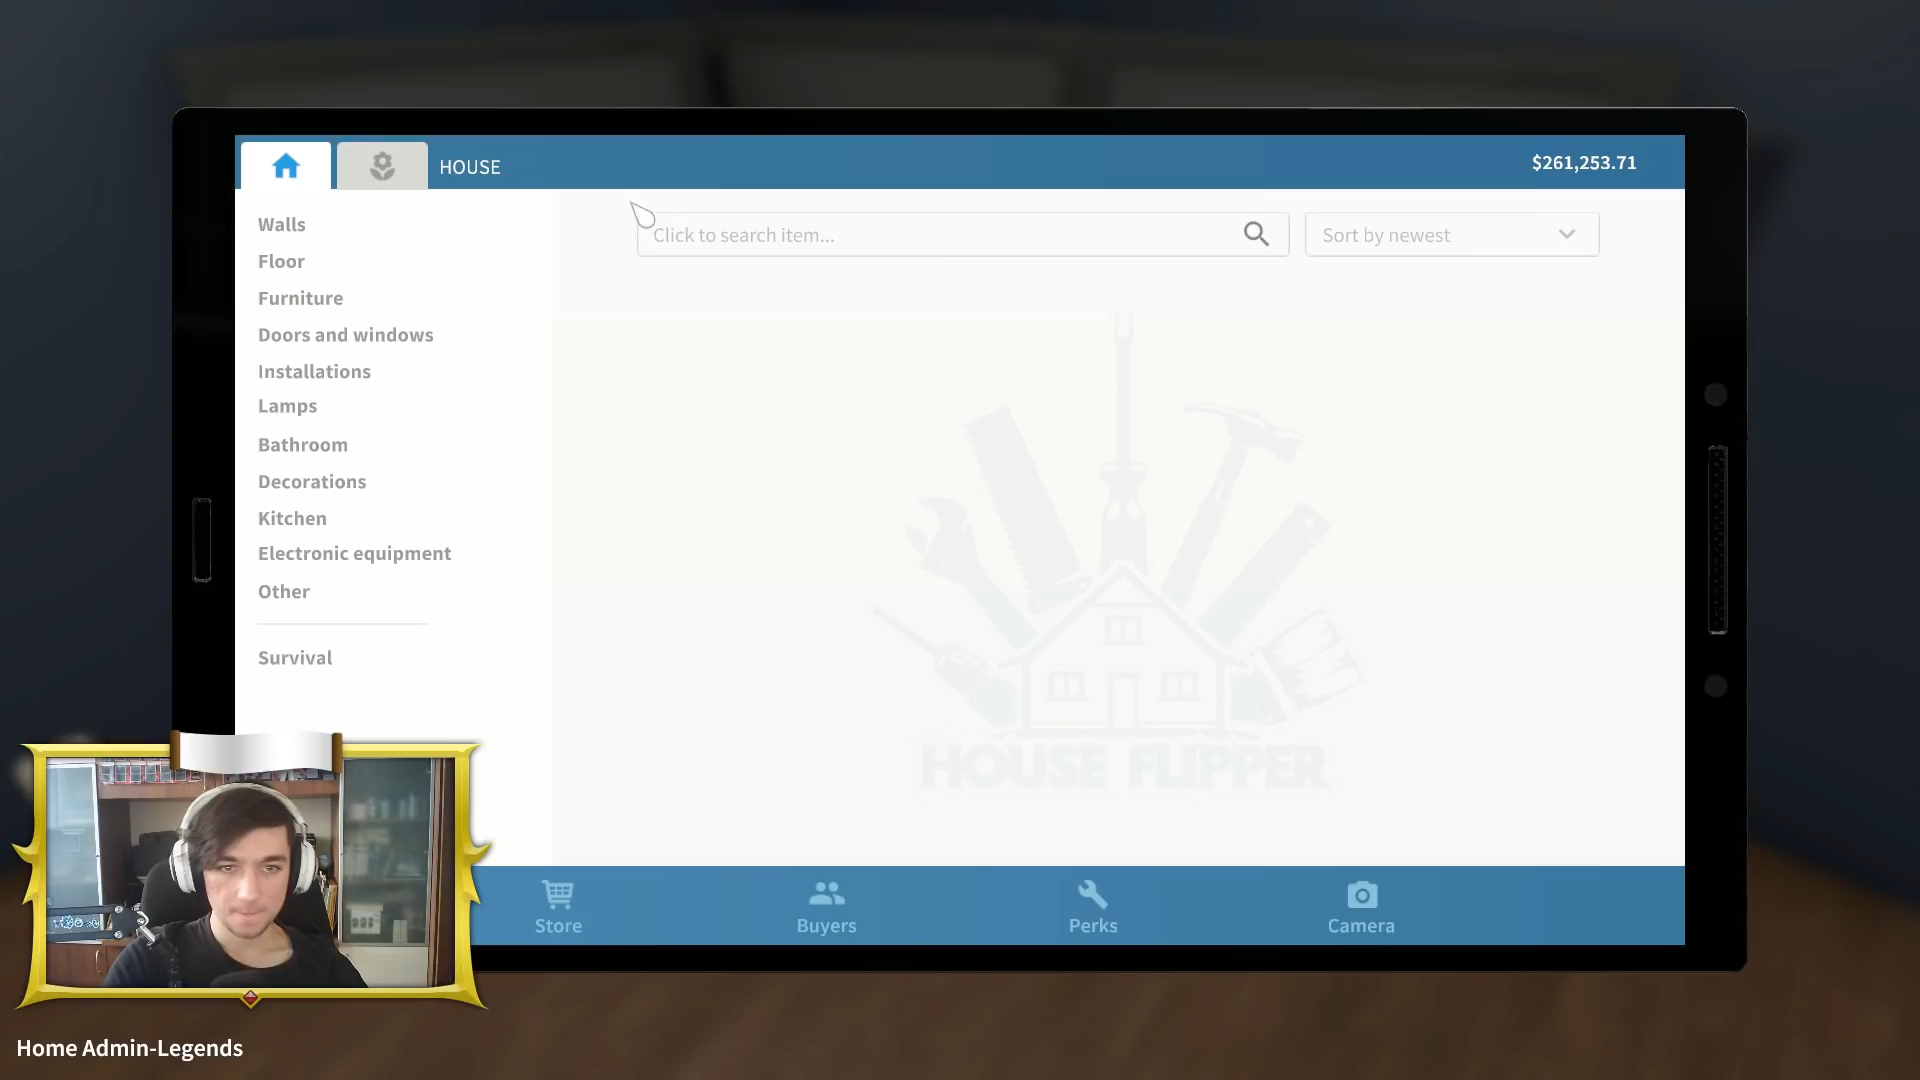 HOUSE
$261,253.71
Walls
Floor
Furniture
Doors and windows
Installations
Lamps
Bathroom
Decorations
Kitchen
Electronic equipment
Other
Survival
Click to search item...
Sort by newest
HOUSE FLIPPER
Store
Buyers
Perks
Camera
Home Admin-Legends